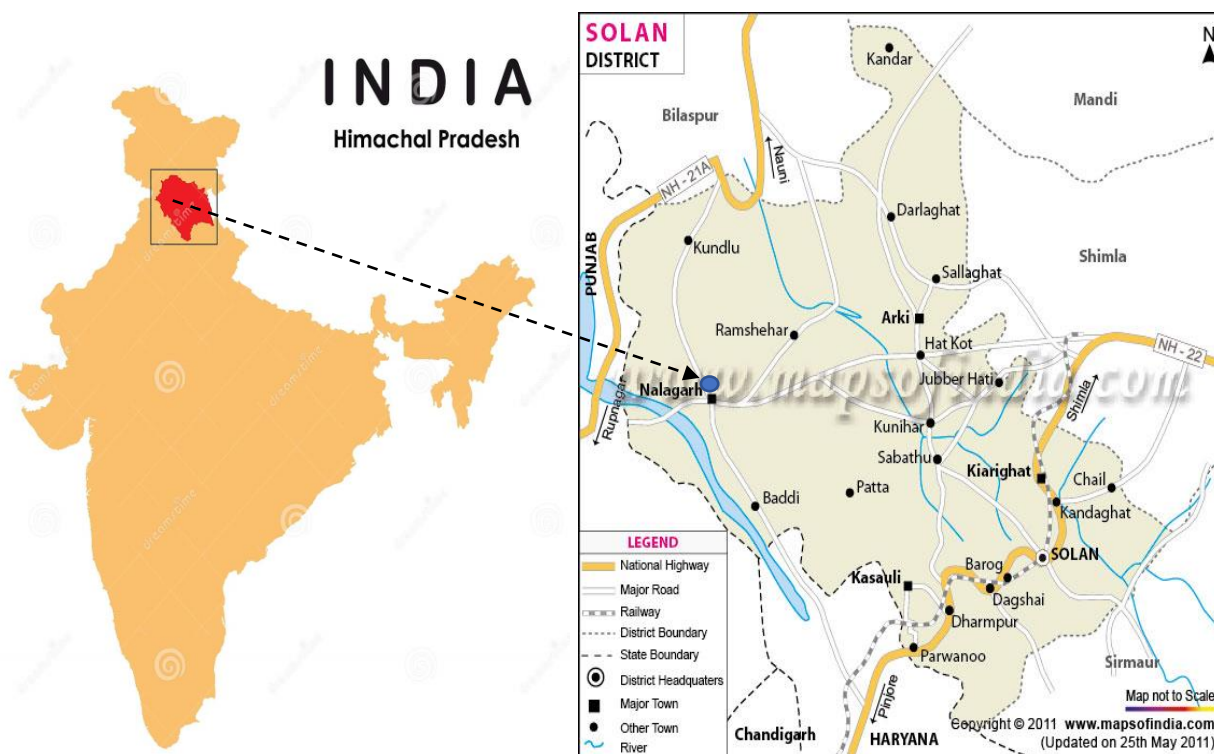 INDIA
Himachal Pradesh
SOLAN
DISTRICT
N
Kandar
Mandi
Bilaspur
Nauni
NH - 21A
Darlaghat
Kundlu
PUNJAB
Shimla
Sallaghat
Arki
Ramshehar
Hat Kot
NH - 22
www.mapsofindia.com
Jubber Hati
Nalagarh
Shimla
Rupnagar
Kunihar
Sabathu
Kiarighat
Chail
Patta
Baddi
Kandaghat
LEGEND
National Highway
Major Road
Railway
District Boundary
State Boundary
District Headquaters
Major Town
Other Town
River
SOLAN
Barog
Kasauli
Dagshai
Dharmpur
Parwanoo
Sirmaur
Pinjore
Map not to Scale
Chandigarh
HARYANA
Copyright © 2011 www.mapsofindia.com
(Updated on 25th May 2011)